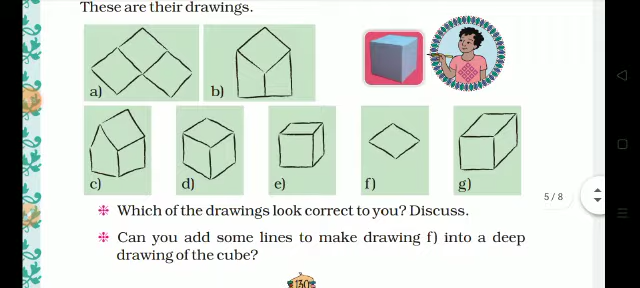 These are their drawings.
a)
b)
c)
d)
e)
f)
g)
5/8
❉ Which of the drawings look correct to you? Discuss.
❉ Can you add some lines to make drawing f) into a deep
drawing of the cube?
130